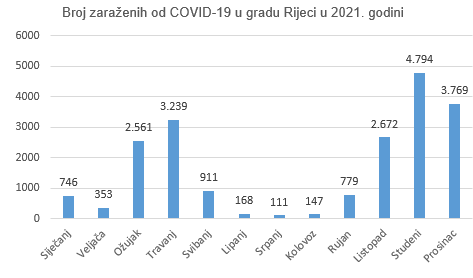 Broj zaraženih od COVID-19 u gradu Rijeci u 2021. godini
6000
5000
4000
3000
2000
1000
0
746
353
2.561
3.239
911
168
111
147
779
2.672
4.794
3.769
Siječanj
Veljača
Ožujak
Travanj
Svibanj
Lipanj
Srpanj
Kolovoz
Rujan
Listopad
Studeni
Prosinac